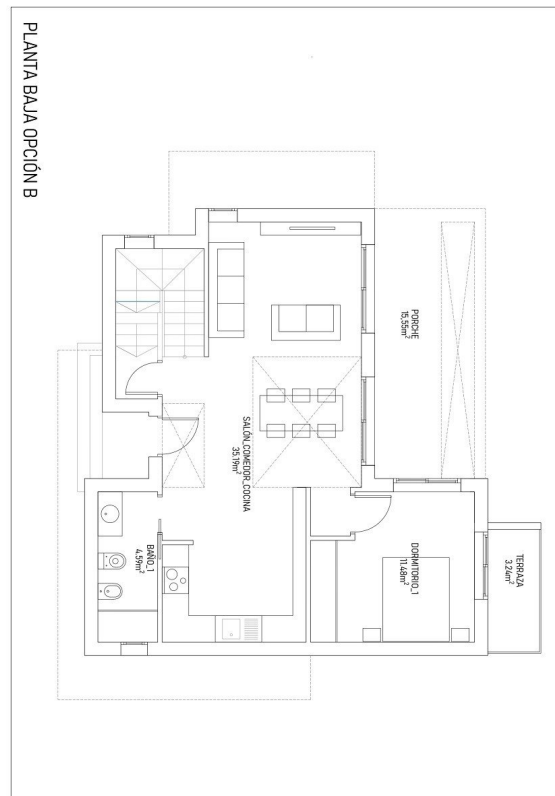 PLANTA BAJA OPCIÓN B
PORCHE
15,55m²
SALÓN_COMEDOR_COCINA
35.19m²
TERRAZA
3.24m²
DORMITORIO_1
11.48m²
BAÑO_1
4.59m²